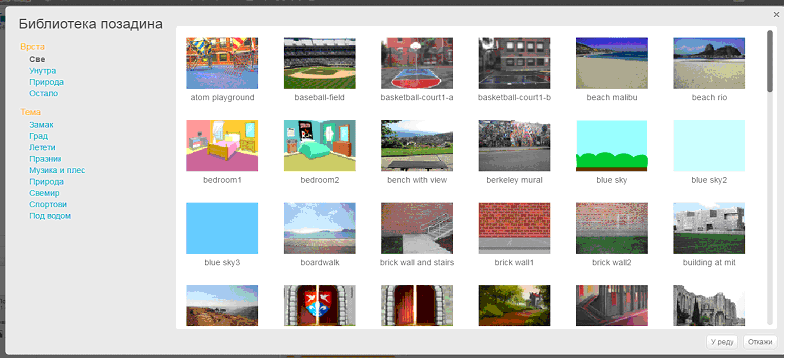 Библиотека позадина
×
Врста
Све
Унутра
Природа
Остало
Тема
Замак
Град
Летети
Празник
Музика и плес
Природа
Свемир
Спортови
Под водом
atom playground
baseball-field
basketball-court1-a
basketball-court1-b
beach malibu
beach rio
bedroom1
bedroom2
bench with view
berkeley mural
blue sky
blue sky2
blue sky3
boardwalk
brick wall and stairs
brick wall1
brick wall2
building at mit
У реду
Откажи